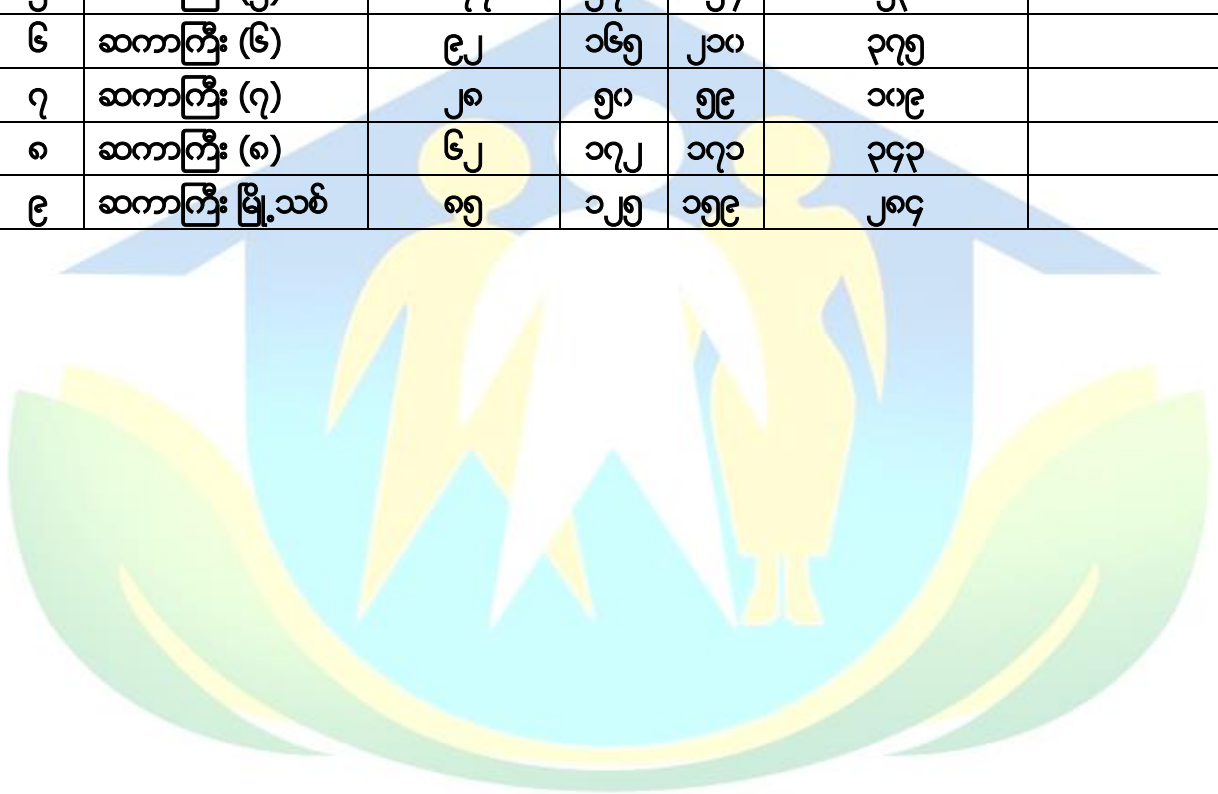 ၆ ဆကာကြီး (၆) ၉၂ ၁၆၅ ၂၁၀ ၃၇၅
၇ ဆကာကြီး (၇) ၂၈ ၅၀ ၅၉ ၁၀၉
၈ ဆကာကြီး (၈) ၆၂ ၁၇၂ ၁၇၁ ၃၄၃
၉ ဆကာကြီး မြို့သစ် ၈၅ ၁၂၅ ၁၅၉ ၂၈၄